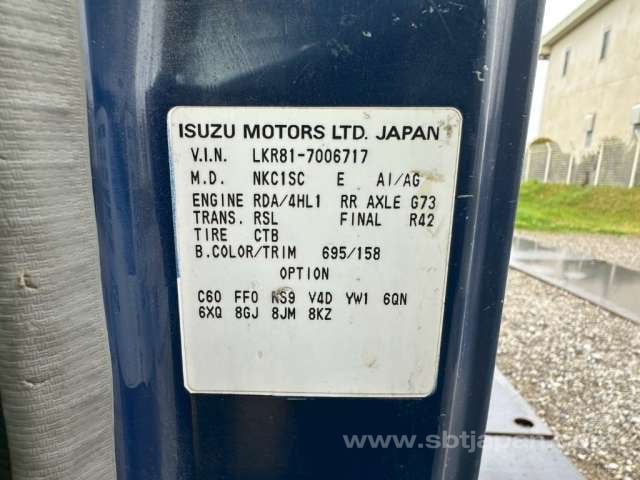 ISUZU MOTORS LTD. JAPAN
V.I.N. LKR81-7006717
M.D. NKC1SC E AI/AG
ENGINE RDA/4HL1 RR AXLE G73
TRANS. RSL FINAL R42
TIRE CTB
B.COLOR/TRIM 695/158
OPTION
C60 FF0 NS9 V4D YW1 6QN
6XQ 8GJ 8JM 8KZ
www.sbtjapan.com